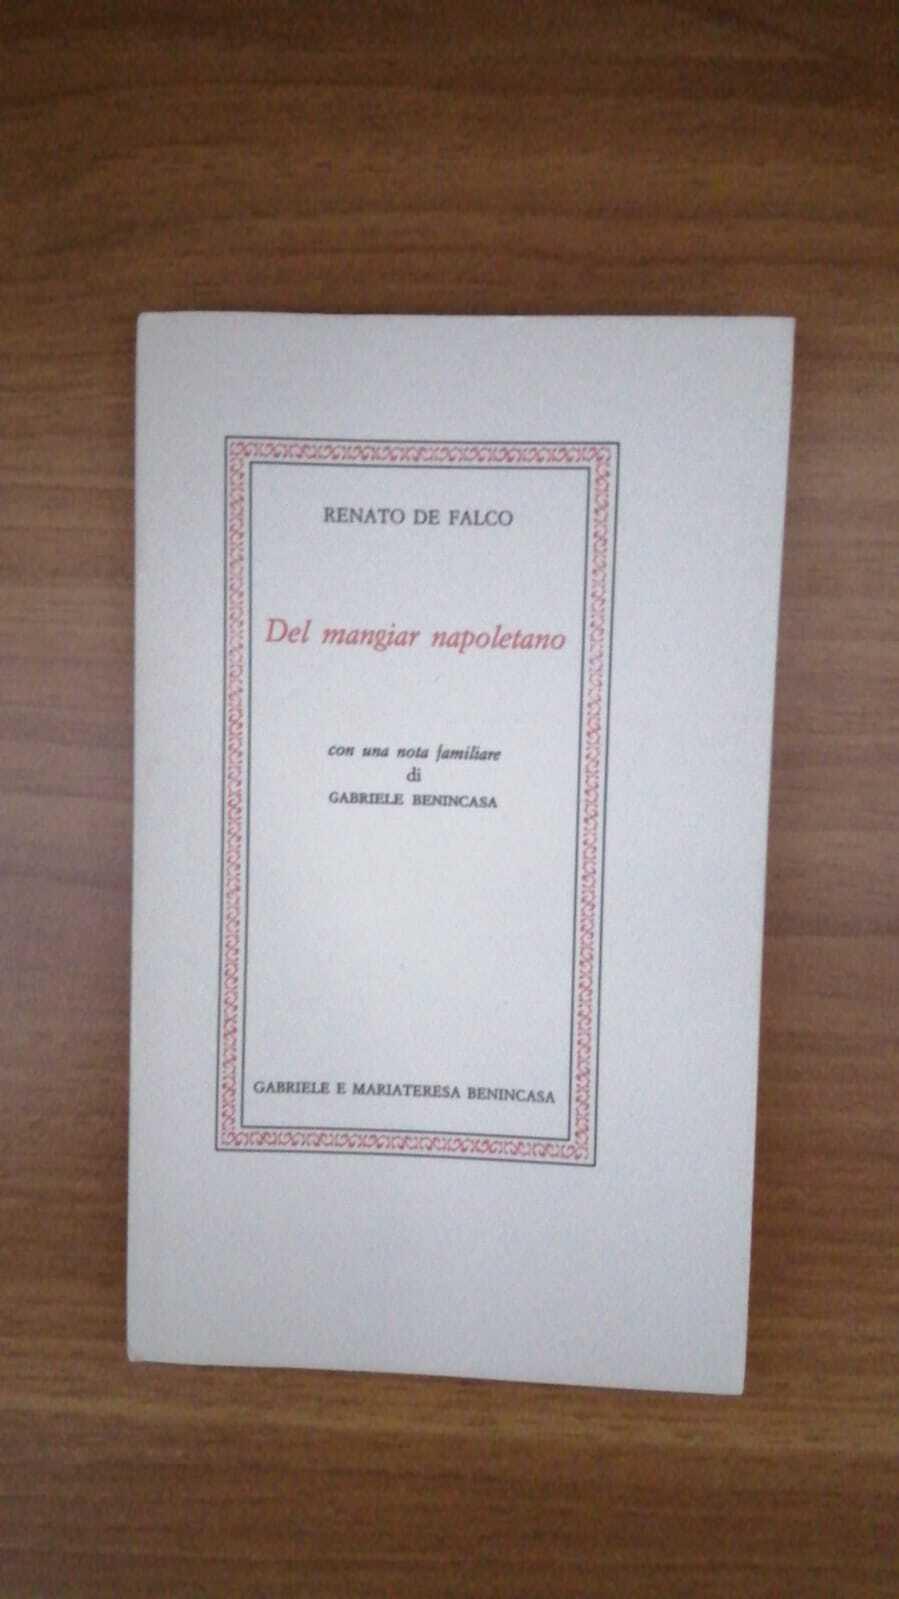 RENATO DE FALCO
Del mangiar napoletano
con una nota familiare
di
GABRIELE BENINCASA
GABRIELE E MARIATERESA BENINCASA